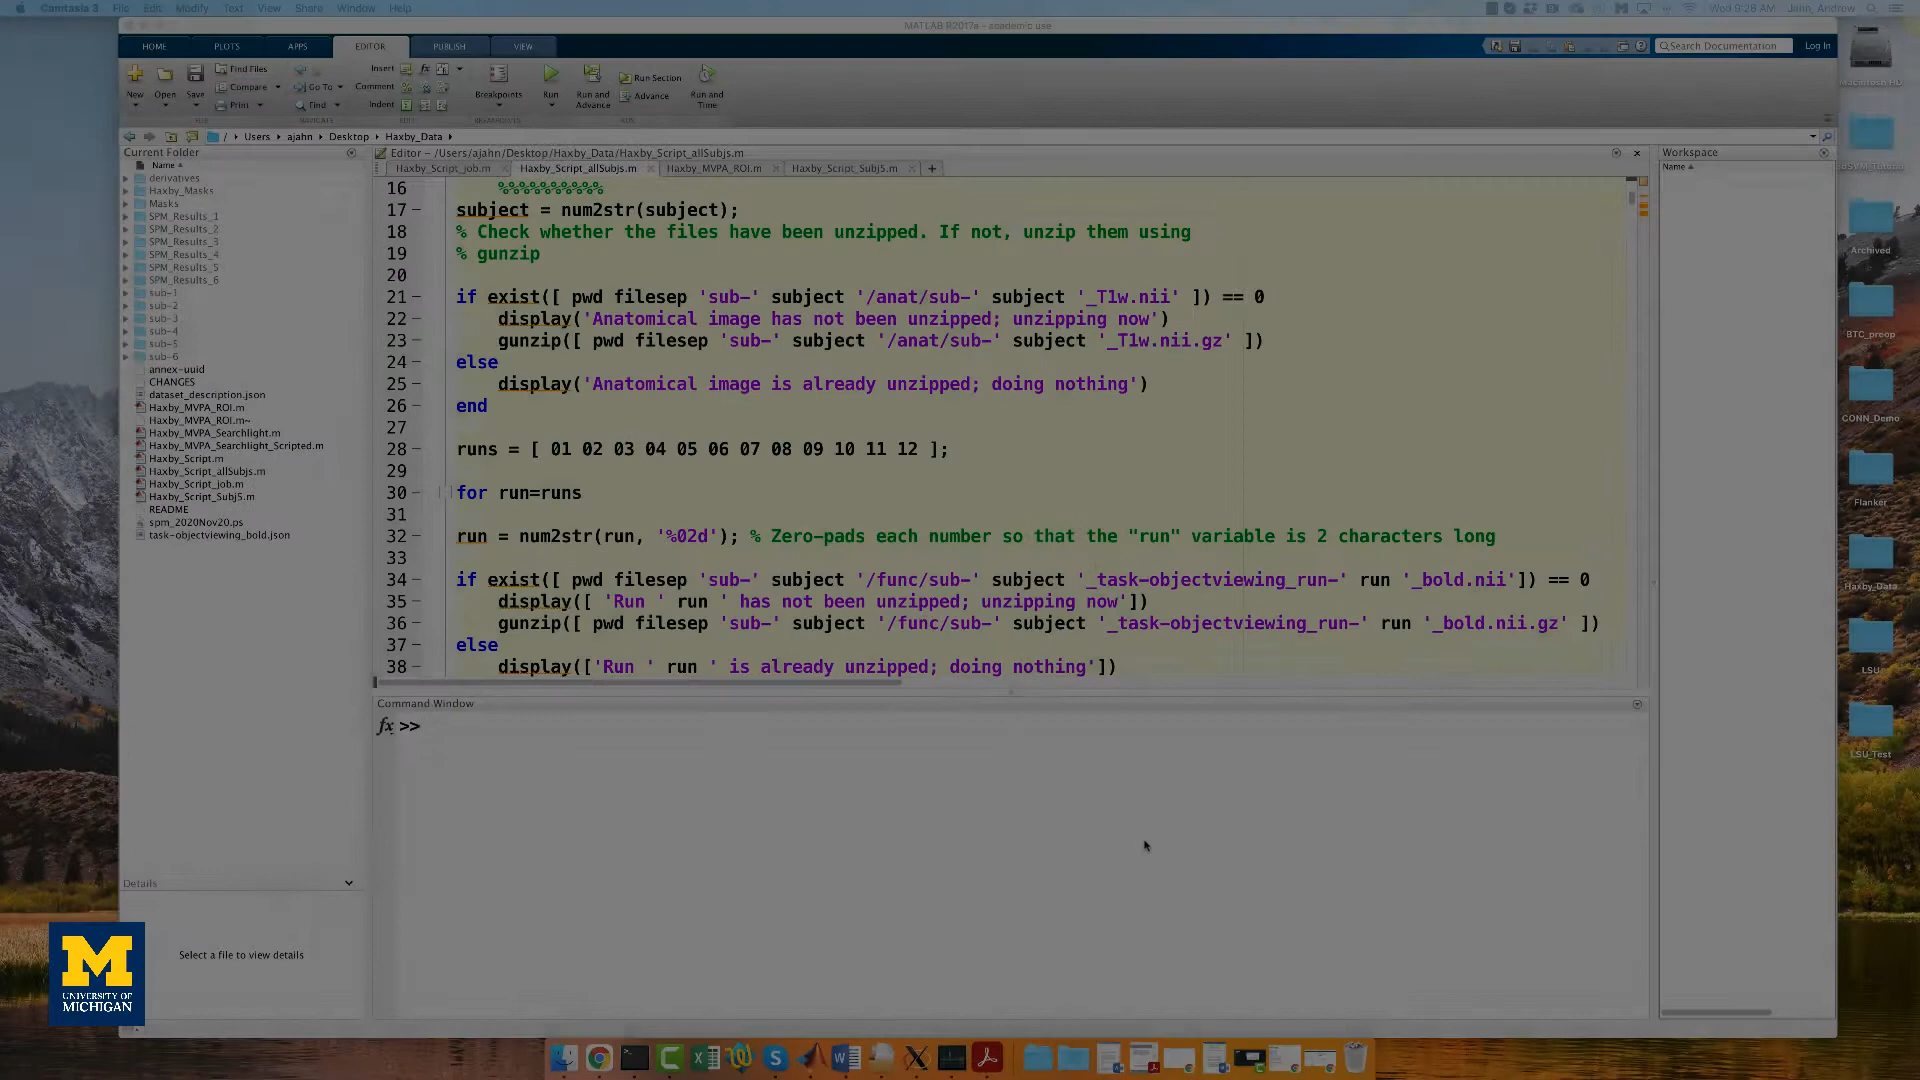 Camtasia 3 File Edit Modify Text View Share Window Help
Wed 9:28 AM Jahn, Andrew
MATLAB R2017a - academic use
HOME PLOTS APPS EDITOR PUBLISH VIEW
Search Documentation Log In
New Open Save Find Files Compare Print
Go To Find
Insert Comment Indent
Breakpoints Run Run and Advance Run Section Advance Run and Time
FILE NAVIGATE EDIT BREAKPOINTS RUN
/ Users ajahn Desktop Haxby_Data
Current Folder
Name
derivatives
Haxby_Masks
Masks
SPM_Results_1
SPM_Results_2
SPM_Results_3
SPM_Results_4
SPM_Results_5
SPM_Results_6
sub-1
sub-2
sub-3
sub-4
sub-5
sub-6
annex-uuid
CHANGES
dataset_description.json
Haxby_MVPA_ROI.m
Haxby_MVPA_ROI.m~
Haxby_MVPA_Searchlight.m
Haxby_MVPA_Searchlight_Scripted.m
Haxby_Script.m
Haxby_Script_allSubjs.m
Haxby_Script_job.m
Haxby_Script_Subj5.m
README
spm_2020Nov20.ps
task-objectviewing_bold.json
Details
Select a file to view details
Editor - /Users/ajahn/Desktop/Haxby_Data/Haxby_Script_allSubjs.m
Haxby_Script_job.m Haxby_Script_allSubjs.m Haxby_MVPA_ROI.m Haxby_Script_Subj5.m
16 %%%%%%%%%%
17 subject = num2str(subject);
18 % Check whether the files have been unzipped. If not, unzip them using
19 % gunzip
20
21 if exist([ pwd filesep 'sub-' subject '/anat/sub-' subject '_T1w.nii' ]) == 0
22 display('Anatomical image has not been unzipped; unzipping now')
23 gunzip([ pwd filesep 'sub-' subject '/anat/sub-' subject '_T1w.nii.gz' ])
24 else
25 display('Anatomical image is already unzipped; doing nothing')
26 end
27
28 runs = [ 01 02 03 04 05 06 07 08 09 10 11 12 ];
29
30 for run=runs
31
32 run = num2str(run, '%02d'); % Zero-pads each number so that the "run" variable is 2 characters long
33
34 if exist([ pwd filesep 'sub-' subject '/func/sub-' subject '_task-objectviewing_run-' run '_bold.nii']) == 0
35 display([ 'Run ' run ' has not been unzipped; unzipping now'])
36 gunzip([ pwd filesep 'sub-' subject '/func/sub-' subject '_task-objectviewing_run-' run '_bold.nii.gz' ])
37 else
38 display(['Run ' run ' is already unzipped; doing nothing'])
Command Window
fx >>
Workspace
Name
Archived
BTC_preop
CONN_Demo
Flanker
Haxby_Data
LSU
LSU_Test
M
UNIVERSITY OF
MICHIGAN